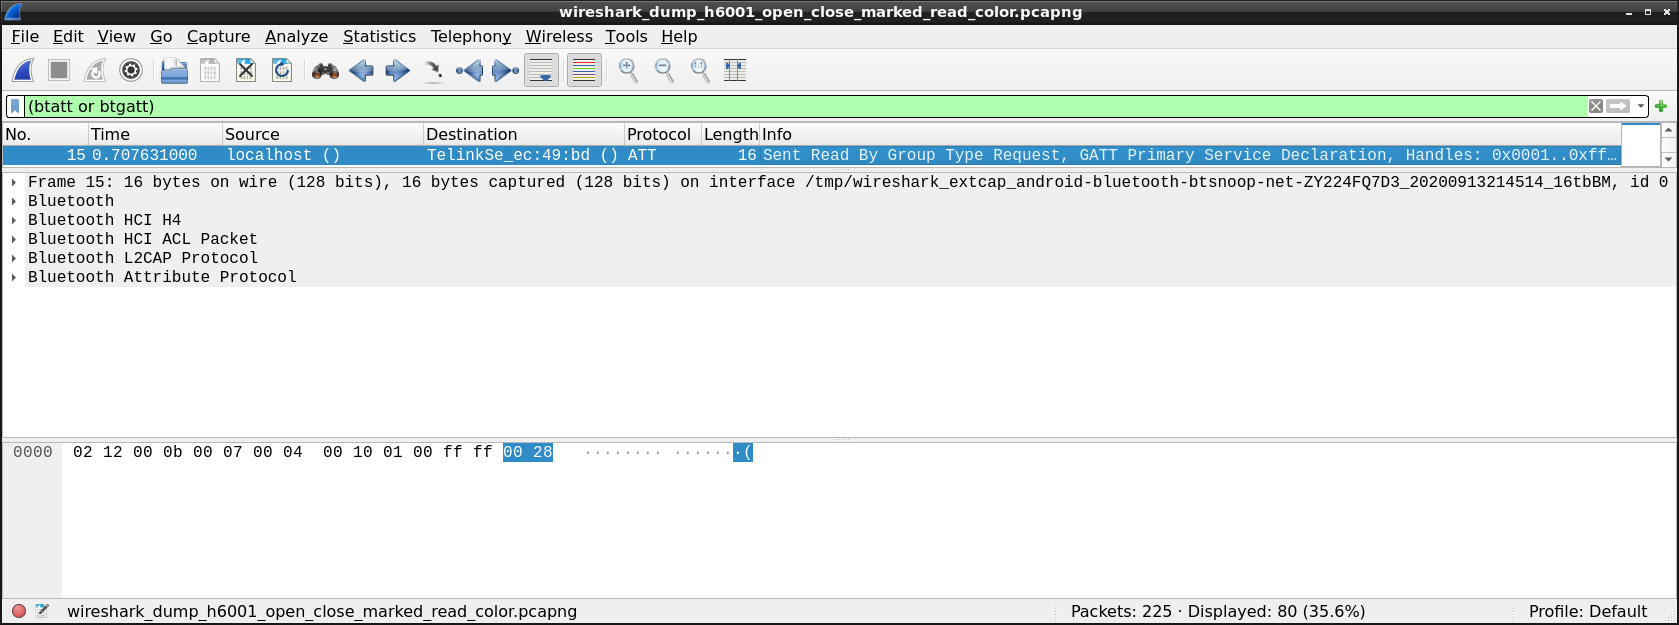 wireshark_dump_h6001_open_close_marked_read_color.pcapng
File Edit View Go Capture Analyze Statistics Telephony Wireless Tools Help
(btatt or btgatt)
No. Time Source Destination Protocol Length Info
15 0.707631000 localhost () TelinkSe_ec:49:bd () ATT 16 Sent Read By Group Type Request, GATT Primary Service Declaration, Handles: 0x0001..0xff…
Frame 15: 16 bytes on wire (128 bits), 16 bytes captured (128 bits) on interface /tmp/wireshark_extcap_android-bluetooth-btsnoop-net-ZY224FQ7D3_20200913214514_16tbBM, id 0
Bluetooth
Bluetooth HCI H4
Bluetooth HCI ACL Packet
Bluetooth L2CAP Protocol
Bluetooth Attribute Protocol
0000 02 12 00 0b 00 07 00 04 00 10 01 00 ff ff 00 28 ········ ·······(
wireshark_dump_h6001_open_close_marked_read_color.pcapng Packets: 225 · Displayed: 80 (35.6%) Profile: Default